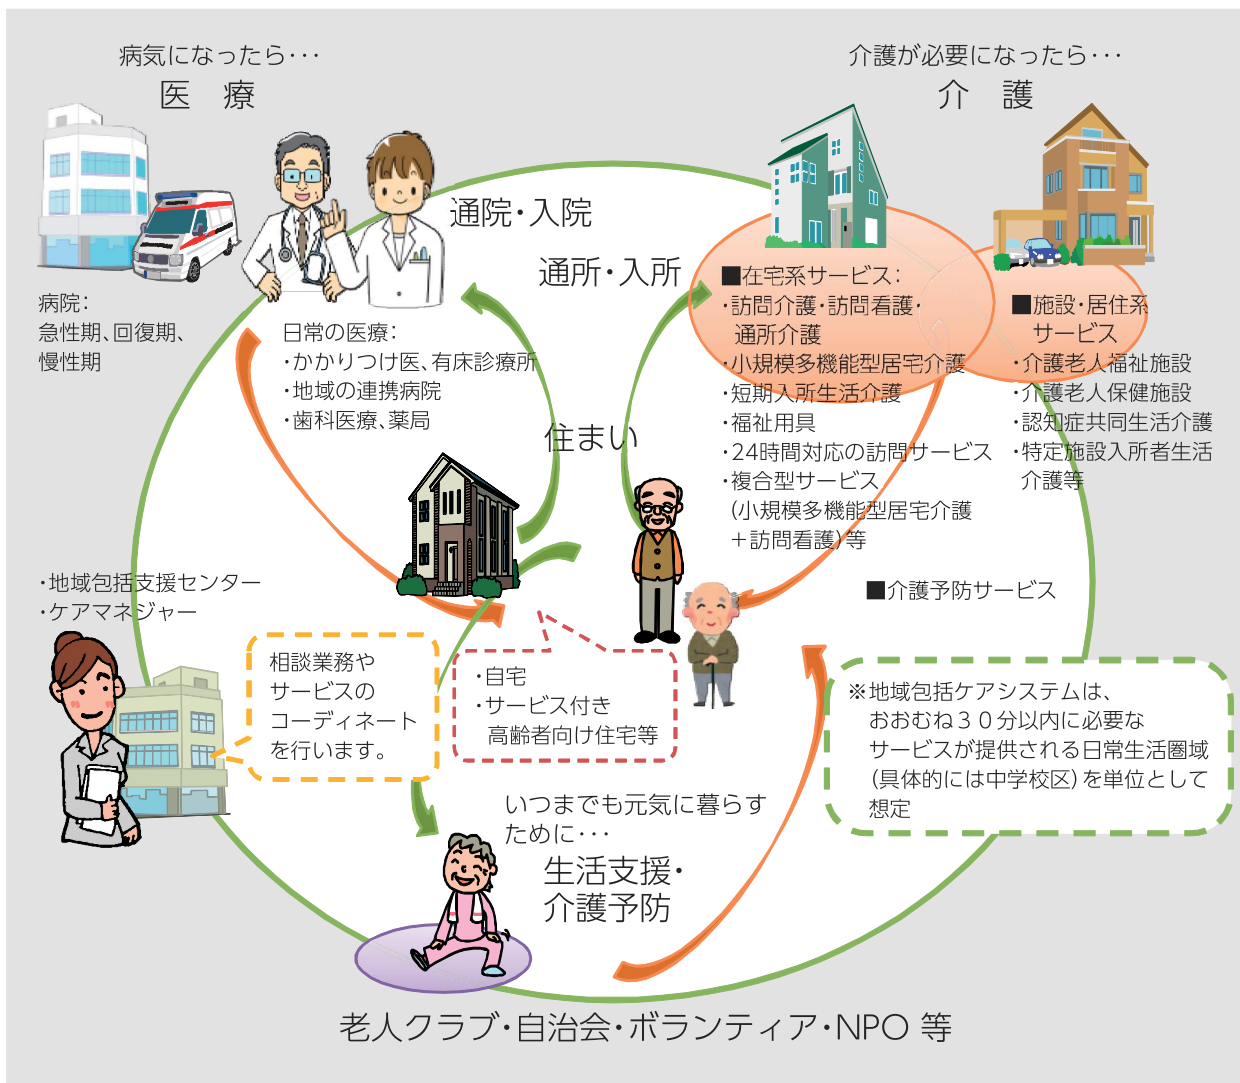 病気になったら･･･
医　療
介護が必要になったら･･･
介　護
通院・入院
通所・入所
病院：
急性期、回復期、
慢性期
日常の医療：
・かかりつけ医、有床診療所
・地域の連携病院
・歯科医療、薬局
■在宅系サービス：
・訪問介護・訪問看護・
通所介護
・小規模多機能型居宅介護
・短期入所生活介護
・福祉用具
・24時間対応の訪問サービス
・複合型サービス
（小規模多機能型居宅介護
＋訪問看護）等
■施設・居住系
サービス
・介護老人福祉施設
・介護老人保健施設
・認知症共同生活介護
・特定施設入所者生活
介護等
住まい
■介護予防サービス
・地域包括支援センター
・ケアマネジャー
相談業務や
サービスの
コーディネート
を行います。
・自宅
・サービス付き
高齢者向け住宅等
※地域包括ケアシステムは、
おおむね３０分以内に必要な
サービスが提供される日常生活圏域
（具体的には中学校区）を単位として
想定
いつまでも元気に暮らす
ために･･･
生活支援・
介護予防
老人クラブ・自治会・ボランティア・NPO 等